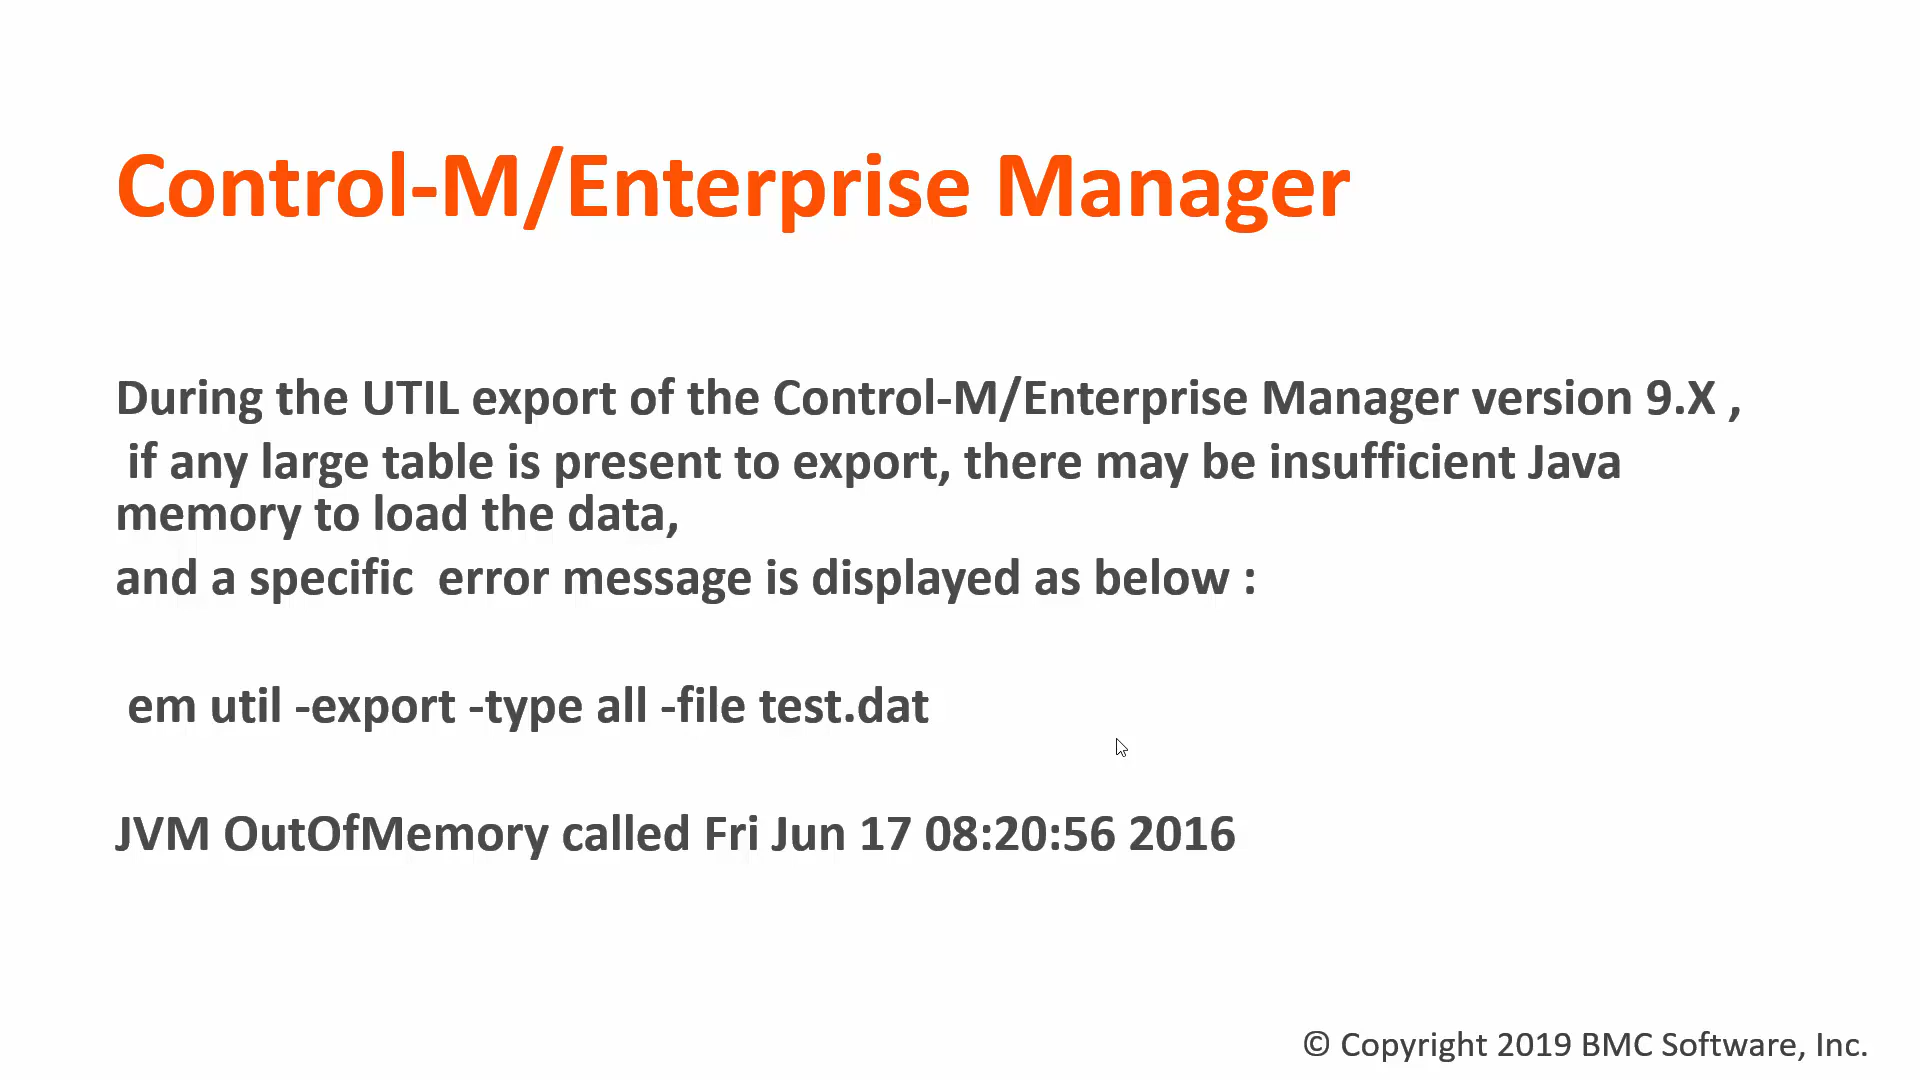 Control-M/Enterprise Manager
During the UTIL export of the Control-M/Enterprise Manager version 9.X ,
if any large table is present to export, there may be insufficient Java
memory to load the data,
and a specific  error message is displayed as below :
em util -export -type all -file test.dat
JVM OutOfMemory called Fri Jun 17 08:20:56 2016
© Copyright 2019 BMC Software, Inc.